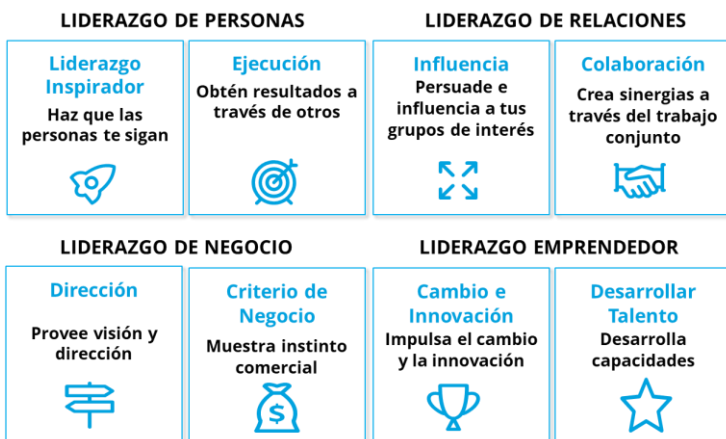 LIDERAZGO DE PERSONAS
LIDERAZGO DE RELACIONES
Liderazgo
Inspirador
Haz que las
personas te sigan
Ejecución
Obtén resultados a
través de otros
Influencia
Persuade e
influencia a tus
grupos de interés
Colaboración
Crea sinergias a
través del trabajo
conjunto
LIDERAZGO DE NEGOCIO
LIDERAZGO EMPRENDEDOR
Dirección
Provee visión y
dirección
Criterio de
Negocio
Muestra instinto
comercial
$
Cambio e
Innovación
Impulsa el cambio
y la innovación
Desarrollar
Talento
Desarrolla
capacidades